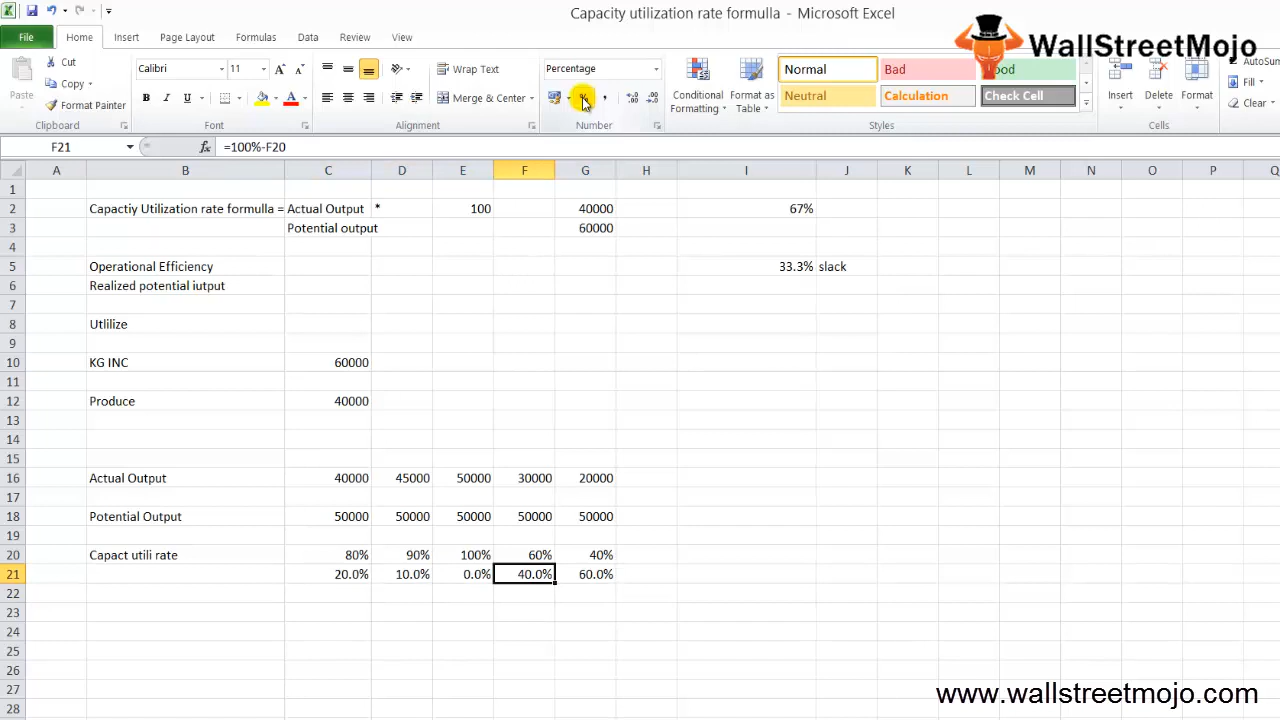 Capacity utilization rate formulla - Microsoft Excel
WallStreetMojo
File Home Insert Page Layout Formulas Data Review View
Paste Cut Copy Format Painter Clipboard
Calibri 11 A B I U A Font
Wrap Text Merge & Center Alignment
Percentage , Number
Conditional Formatting Format as Table
Normal Bad Good
Neutral Calculation Check Cell
Styles
Insert Delete Format Cells
AutoSum
Fill
Clear
F21 fx =100%-F20
A B C D E F G H I J K L M N O P Q
1
2 Capactiy Utilization rate formulla = Actual Output * 100 40000 67%
3 Potential output 60000
4
5 Operational Efficiency 33.3% slack
6 Realized potential iutput
7
8 Utlilize
9
10 KG INC 60000
11
12 Produce 40000
13
14
15
16 Actual Output 40000 45000 50000 30000 20000
17
18 Potential Output 50000 50000 50000 50000 50000
19
20 Capact utili rate 80% 90% 100% 60% 40%
21 20.0% 10.0% 0.0% 40.0% 60.0%
22
23
24
25
26
27
28
www.wallstreetmojo.com